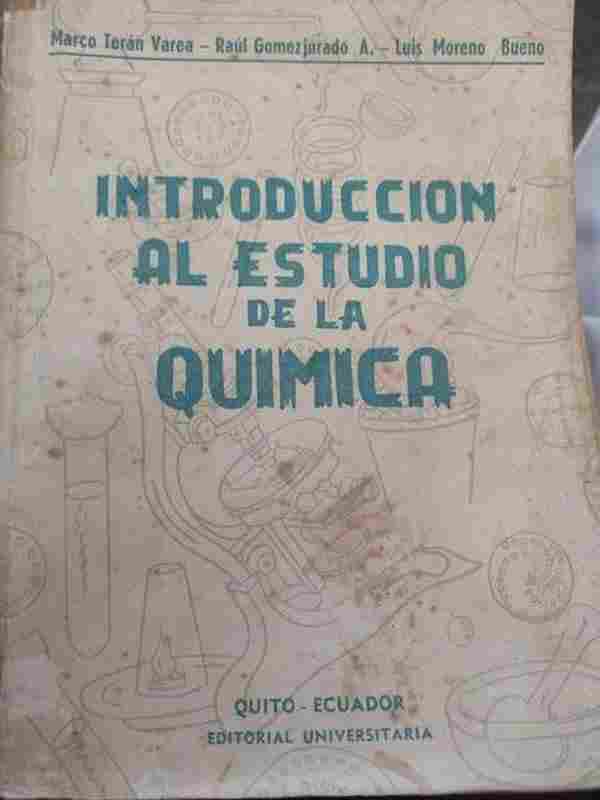 Marco Terán Varea - Raúl Gomezjurado A. - Luis Moreno Bueno
INTRODUCCION
AL ESTUDIO
DE LA
QUIMICA
QUITO - ECUADOR
EDITORIAL UNIVERSITARIA